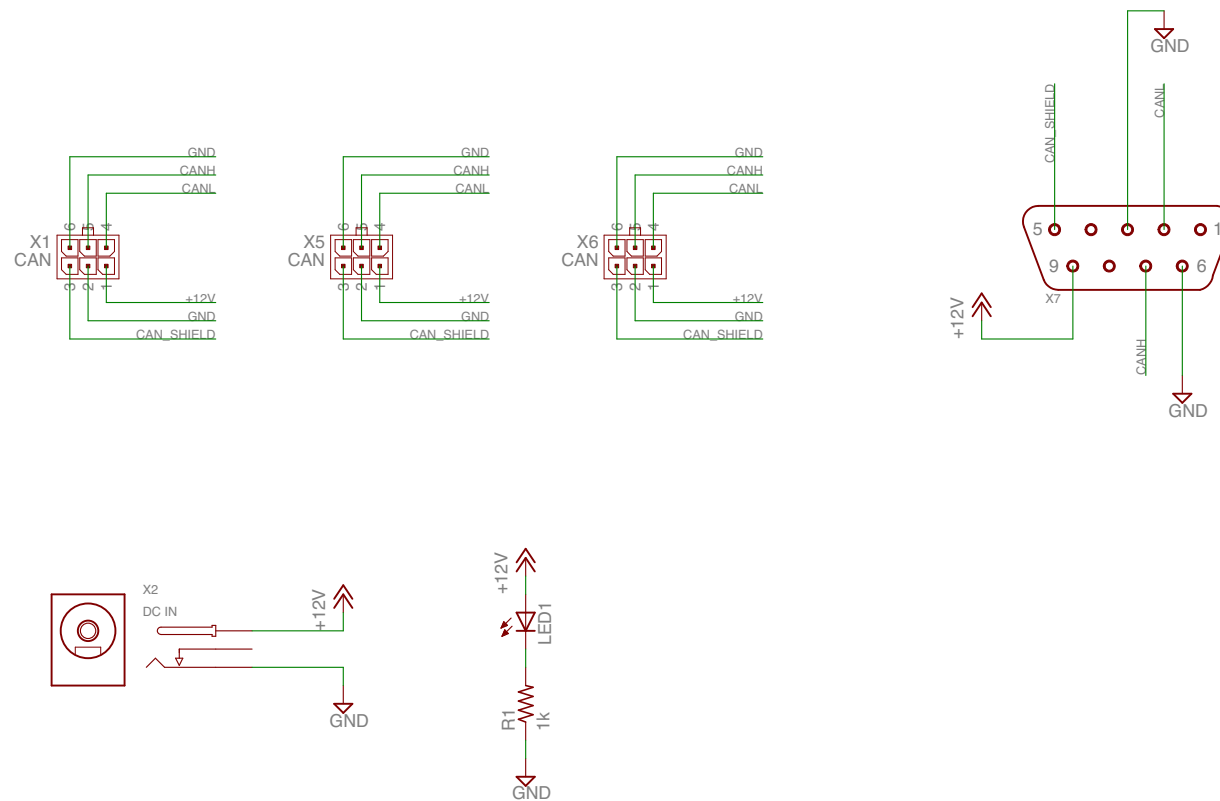 GND
CAN_SHIELD
CANL
GND
CANH
CANL
6
5
4
X1
CAN
3
2
1
+12V
GND
CAN_SHIELD
GND
CANH
CANL
6
5
4
X5
CAN
3
2
1
+12V
GND
CAN_SHIELD
GND
CANH
CANL
6
5
4
X6
CAN
3
2
1
+12V
GND
CAN_SHIELD
5
1
9
6
X7
+12V
CANH
GND
X2
DC IN
+12V
GND
+12V
LED1
R1
1k
GND